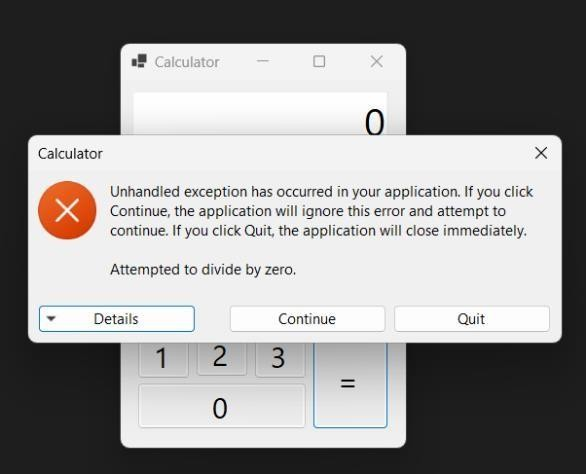 Calculator
0
Calculator
Unhandled exception has occurred in your application. If you click
Continue, the application will ignore this error and attempt to
continue. If you click Quit, the application will close immediately.
Attempted to divide by zero.
Details Continue Quit
1 2 3
=
0